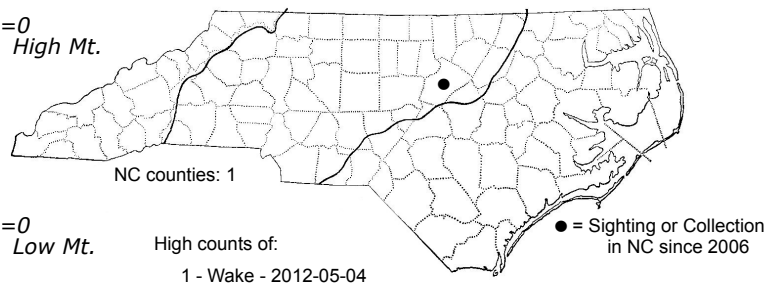 =0
High Mt.
NC counties: 1
=0
Low Mt.
High counts of:
1 - Wake - 2012-05-04
● = Sighting or Collection
in NC since 2006